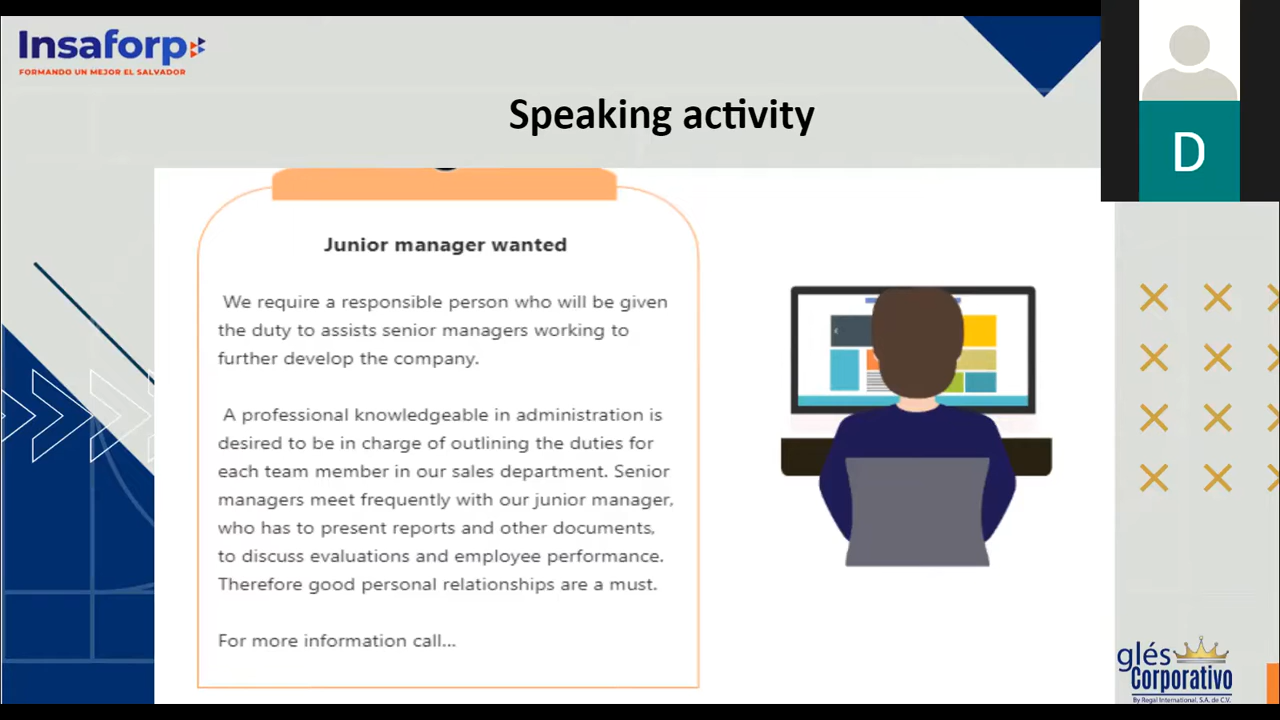 Insaforp
FORMANDO UN MEJOR EL SALVADOR
Speaking activity
D
Junior manager wanted
We require a responsible person who will be given
the duty to assists senior managers working to
further develop the company.
A professional knowledgeable in administration is
desired to be in charge of outlining the duties for
each team member in our sales department. Senior
managers meet frequently with our junior manager,
who has to present reports and other documents,
to discuss evaluations and employee performance.
Therefore good personal relationships are a must.
For more information call...
glés
Corporativo
By Regal International, S.A. de C.V.